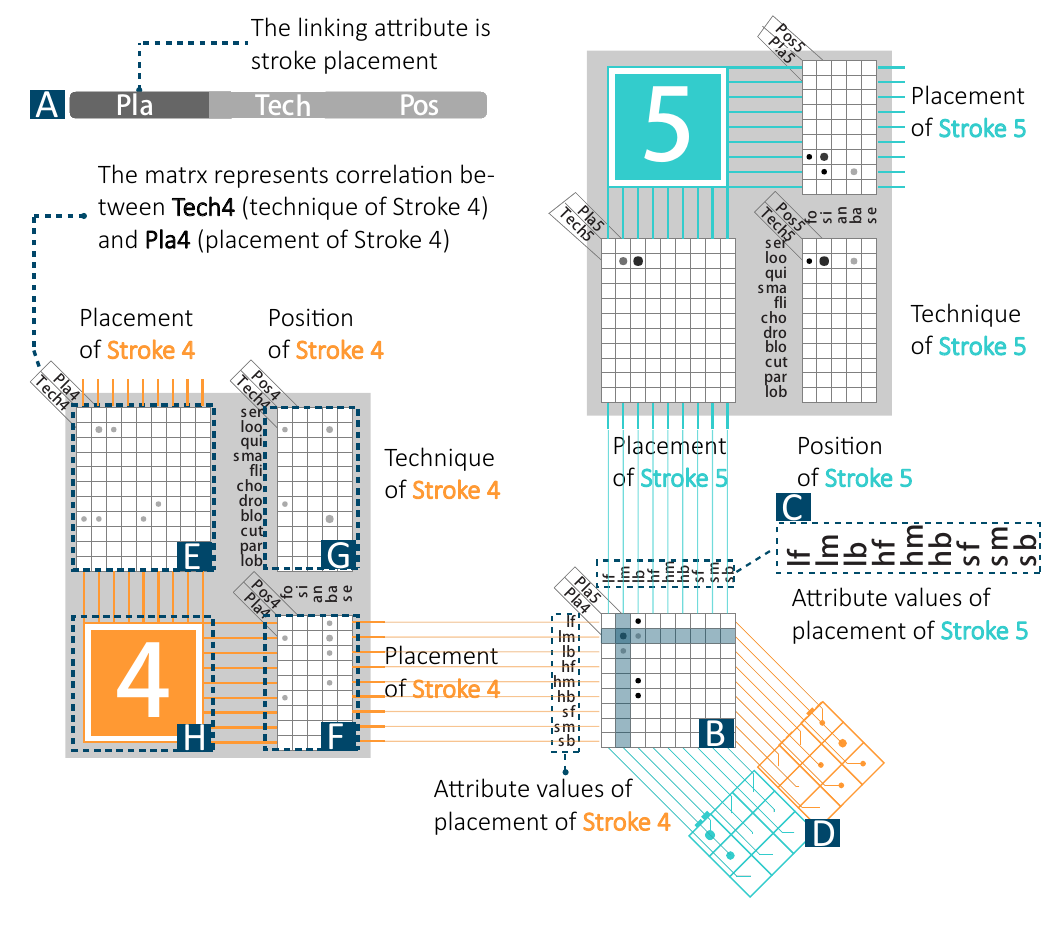 The linking attribute is
stroke placement
A
Pla
Tech
Pos
The matrx represents correlation be-
tween Tech4 (technique of Stroke 4)
and Pla4 (placement of Stroke 4)
Placement
of Stroke 4
Position
of Stroke 4
Pla4
Tech4
Pos4
Tech4
ser
loo
qui
sma
fli
cho
dro
blo
cut
par
lob
Technique
of Stroke 4
E
G
Pos4
Pla4
fo
si
an
ba
se
4
H
F
Placement
of Stroke 4
5
Pos5
Pla5
Placement
of Stroke 5
fo
si
an
ba
se
Pla5
Tech5
Pos5
Tech5
ser
loo
qui
sma
fli
cho
dro
blo
cut
par
lob
Technique
of Stroke 5
Placement
of Stroke 5
Position
of Stroke 5
C
lf
lm
lb
hf
hm
hb
sf
sm
sb
Attribute values of
placement of Stroke 5
lf
lm
lb
hf
hm
hb
sf
sm
sb
Pla5
Pla4
lf
lm
lb
hf
hm
hb
sf
sm
sb
B
D
Attribute values of
placement of Stroke 4